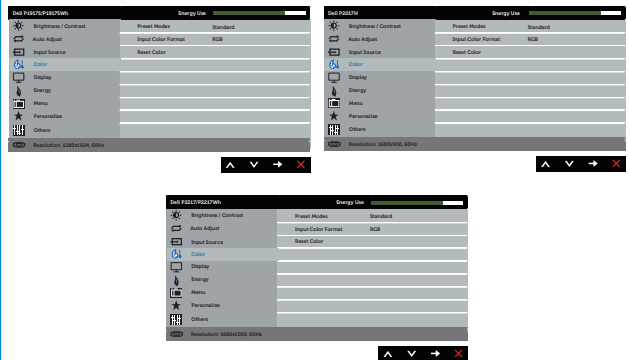 Dell P1917S/P1917SWh Energy Use
Brightness / Contrast Preset Modes Standard
Auto Adjust Input Color Format RGB
Input Source Reset Color
Color
Display
Energy
Menu
Personalize
Others
Resolution: 1280x1024, 60Hz
Dell P2017H Energy Use
Brightness / Contrast Preset Modes Standard
Auto Adjust Input Color Format RGB
Input Source Reset Color
Color
Display
Energy
Menu
Personalize
Others
Resolution: 1600x900, 60Hz
Dell P2217/P2217Wh Energy Use
Brightness / Contrast Preset Modes Standard
Auto Adjust Input Color Format RGB
Input Source Reset Color
Color
Display
Energy
Menu
Personalize
Others
Resolution: 1680x1050, 60Hz